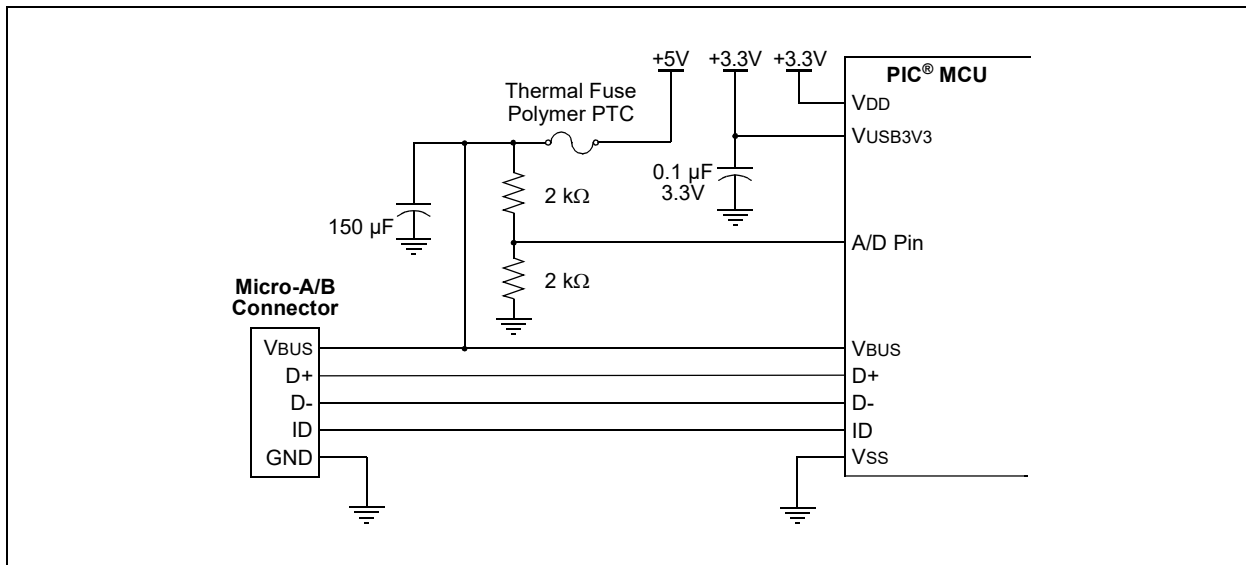 +5V
+3.3V
+3.3V
PIC® MCU
Thermal Fuse
Polymer PTC
VDD
VUSB3V3
0.1 µF
3.3V
2 kΩ
150 µF
A/D Pin
2 kΩ
Micro-A/B
Connector
VBUS
VBUS
D+
D+
D-
D-
ID
ID
GND
VSS